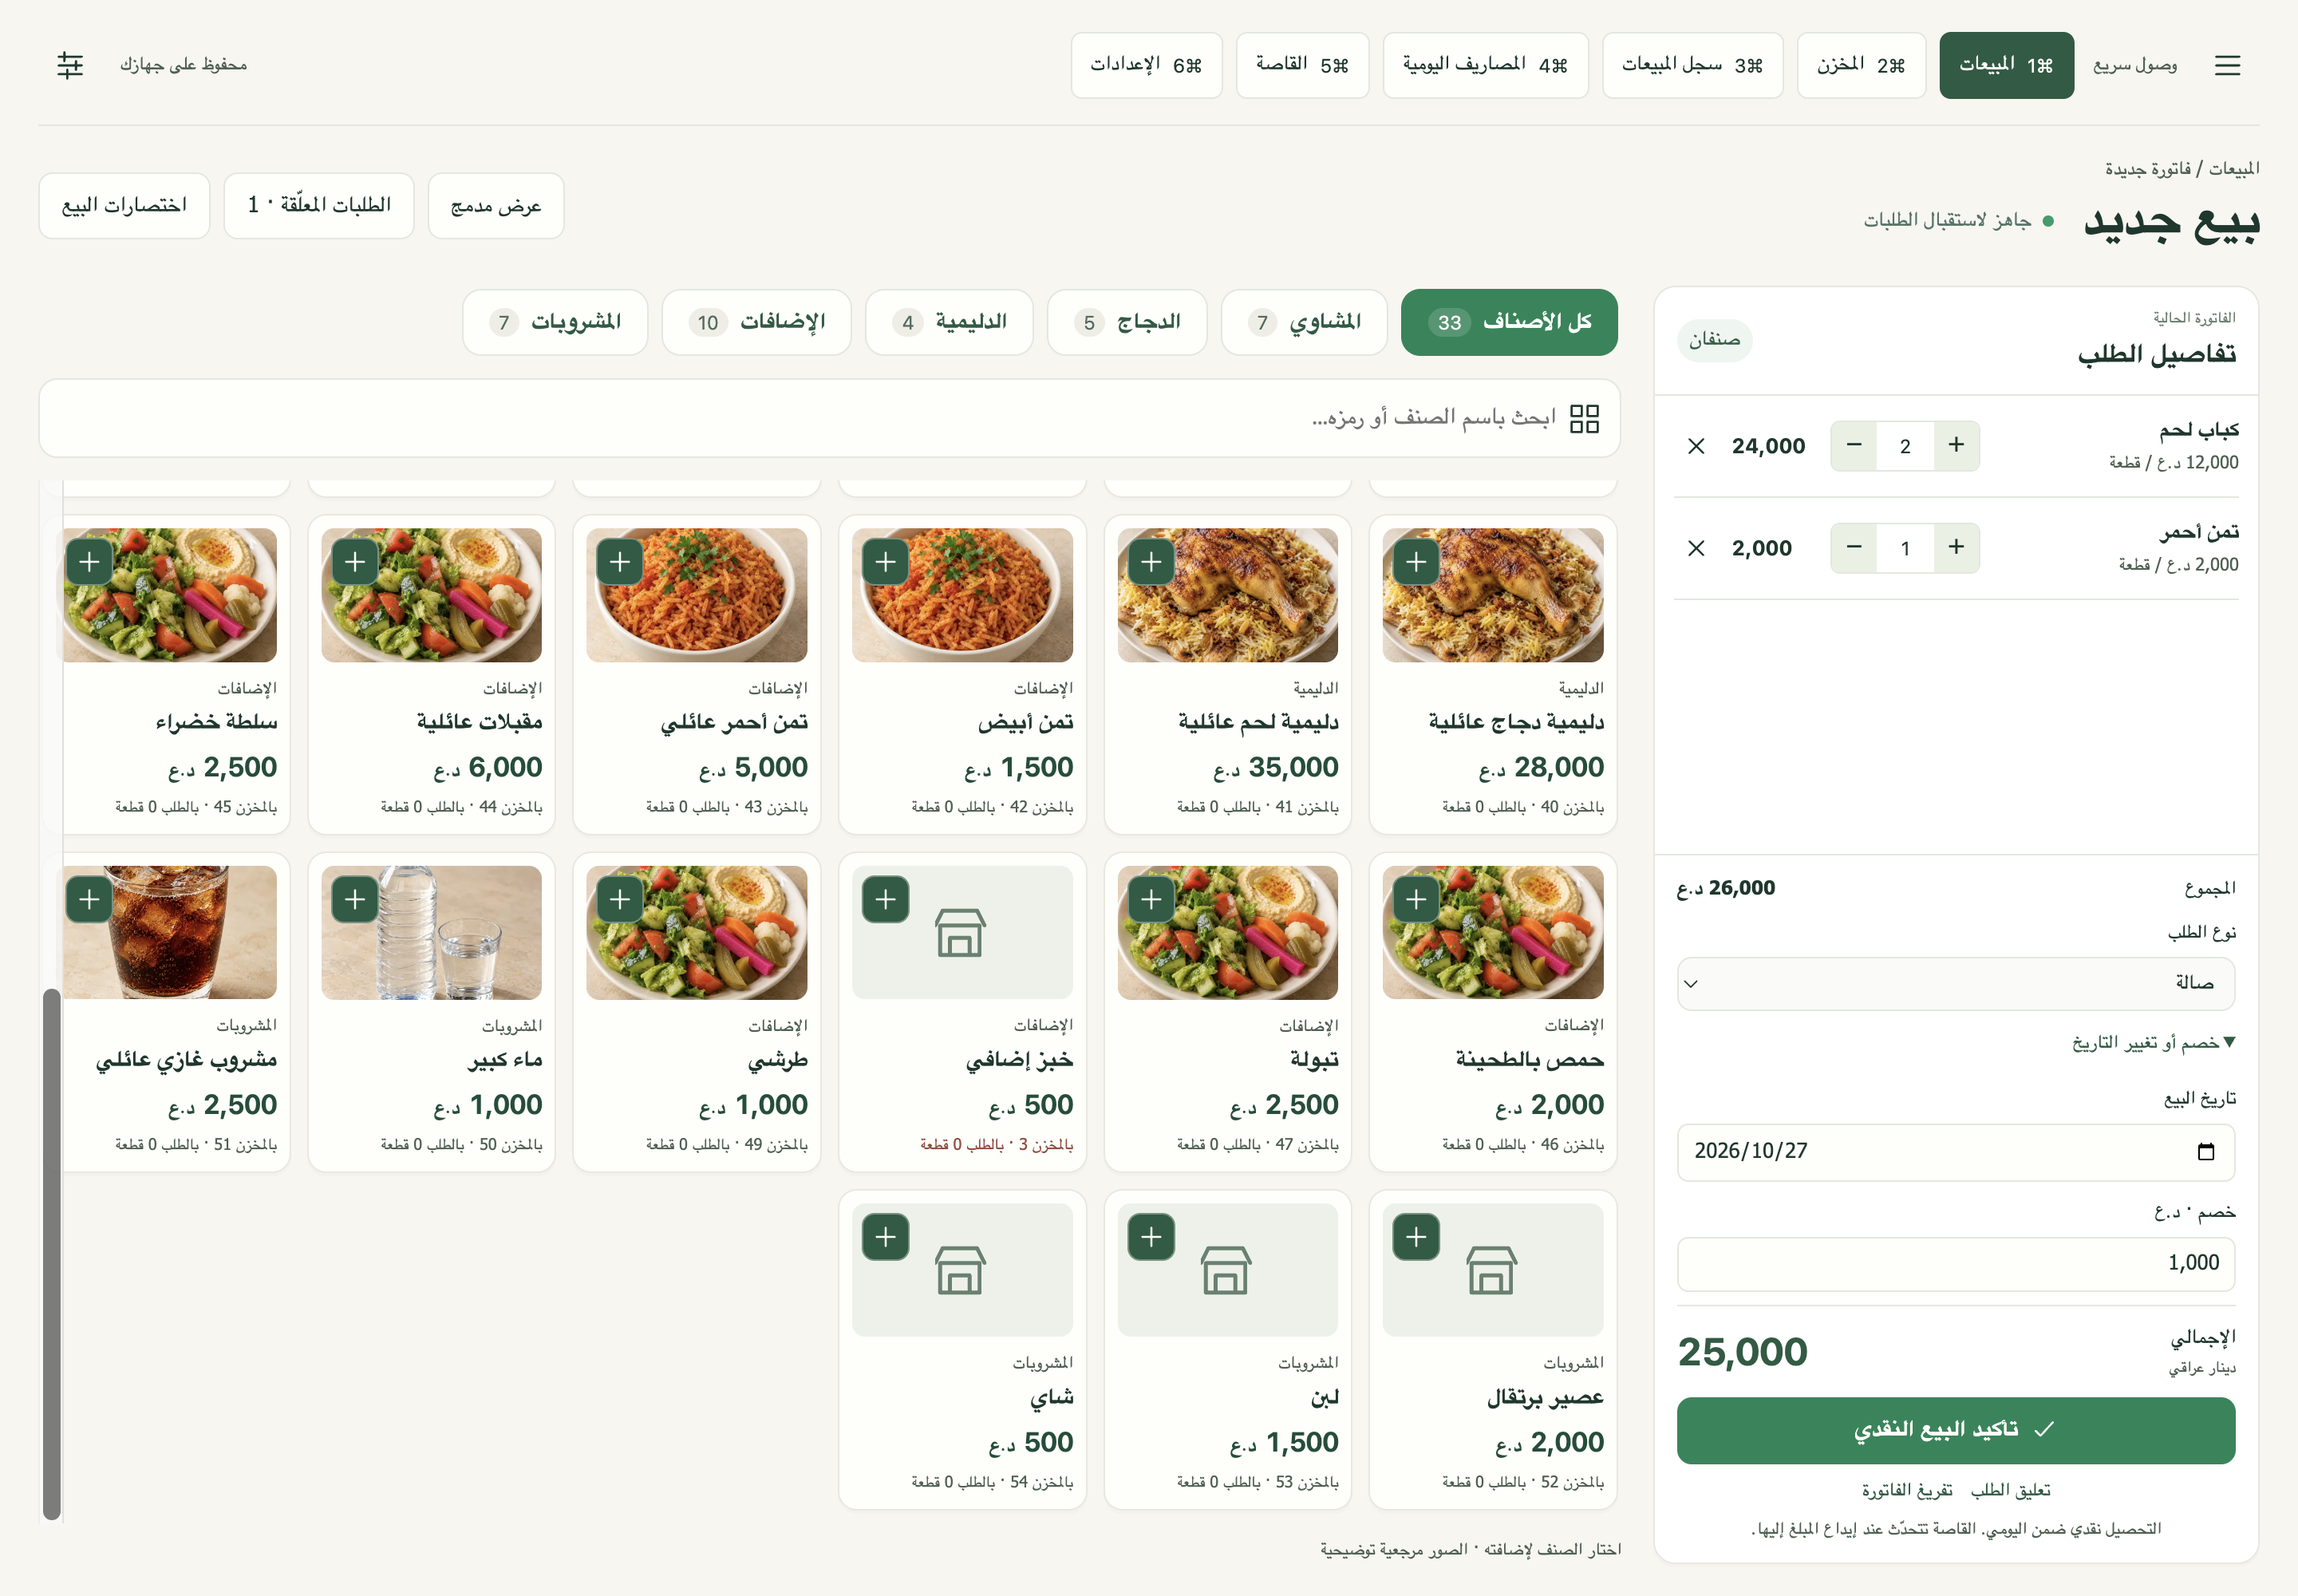 وصول سريع
⌘1 المبيعات
⌘2 المخزن
⌘3 سجل المبيعات
⌘4 المصاريف اليومية
⌘5 القاصة
⌘6 الإعدادات
محفوظ على جهازك
المبيعات / فاتورة جديدة
بيع جديد
جاهز لاستقبال الطلبات
عرض مدمج
الطلبات المعلّقة · 1
اختصارات البيع
الفاتورة الحالية
تفاصيل الطلب
صنفان
كباب لحم
12,000 د.ع / قطعة
+ 2 −
24,000
تمن أحمر
2,000 د.ع / قطعة
+ 1 −
2,000
المجموع
26,000 د.ع
نوع الطلب
صالة
خصم أو تغيير التاريخ
تاريخ البيع
2026/10/27
خصم · د.ع
1,000
الإجمالي
دينار عراقي
25,000
تأكيد البيع النقدي
تعليق الطلب
تفريغ الفاتورة
التحصيل نقدي ضمن اليومي. القاصة تتحدّث عند إيداع المبلغ إليها.
كل الأصناف 33
المشاوي 7
الدجاج 5
الدليمية 4
الإضافات 10
المشروبات 7
ابحث باسم الصنف أو رمزه...
الدليمية
دليمية دجاج عائلية
28,000 د.ع
بالمخزن 40 · بالطلب 0 قطعة
الدليمية
دليمية لحم عائلية
35,000 د.ع
بالمخزن 41 · بالطلب 0 قطعة
الإضافات
تمن أبيض
1,500 د.ع
بالمخزن 42 · بالطلب 0 قطعة
الإضافات
تمن أحمر عائلي
5,000 د.ع
بالمخزن 43 · بالطلب 0 قطعة
الإضافات
مقبلات عائلية
6,000 د.ع
بالمخزن 44 · بالطلب 0 قطعة
الإضافات
سلطة خضراء
2,500 د.ع
بالمخزن 45 · بالطلب 0 قطعة
الإضافات
حمص بالطحينة
2,000 د.ع
بالمخزن 46 · بالطلب 0 قطعة
الإضافات
تبولة
2,500 د.ع
بالمخزن 47 · بالطلب 0 قطعة
الإضافات
خبز إضافي
500 د.ع
بالمخزن 3 · بالطلب 0 قطعة
الإضافات
طرشي
1,000 د.ع
بالمخزن 49 · بالطلب 0 قطعة
المشروبات
ماء كبير
1,000 د.ع
بالمخزن 50 · بالطلب 0 قطعة
المشروبات
مشروب غازي عائلي
2,500 د.ع
بالمخزن 51 · بالطلب 0 قطعة
المشروبات
عصير برتقال
2,000 د.ع
بالمخزن 52 · بالطلب 0 قطعة
المشروبات
لبن
1,500 د.ع
بالمخزن 53 · بالطلب 0 قطعة
المشروبات
شاي
500 د.ع
بالمخزن 54 · بالطلب 0 قطعة
اختار الصنف لإضافته · الصور مرجعية توضيحية